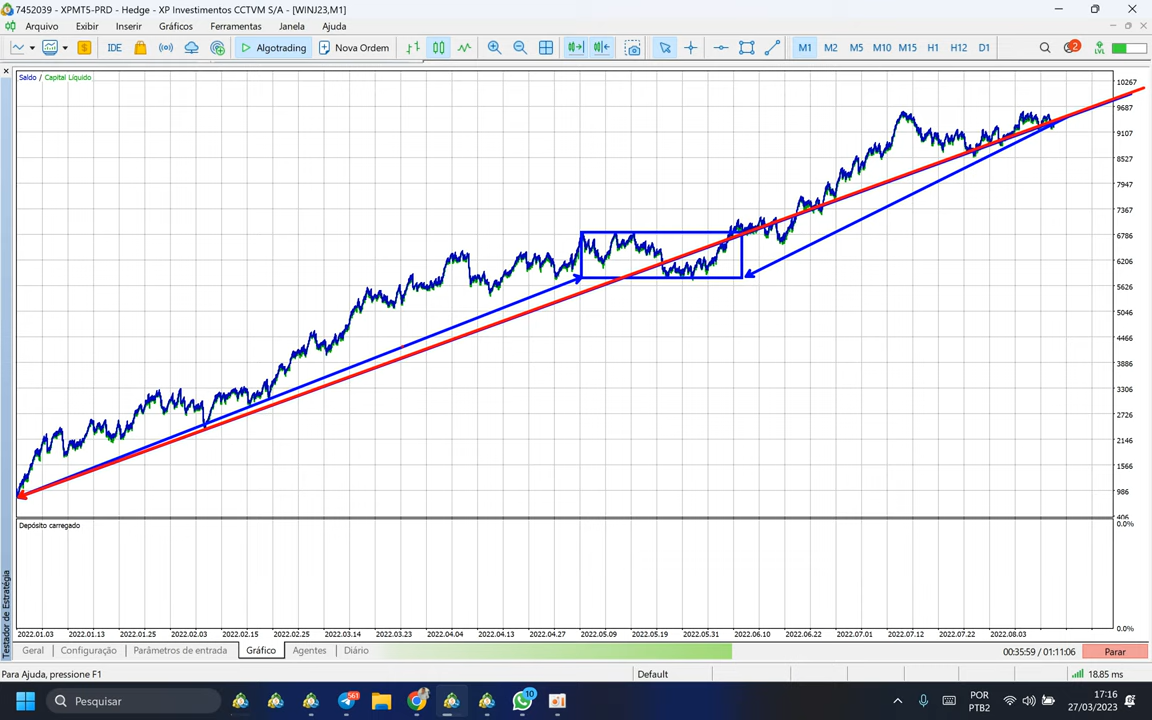 7452039 - XPMT5-PRD - Hedge - XP Investimentos CCTVM S/A - [WINJ23,M1]
Arquivo Exibir Inserir Gráficos Ferramentas Janela Ajuda
IDE Algotrading Nova Ordem M1 M2 M5 M10 M15 H1 H12 D1 2 LVL
Saldo / Capital Líquido
10267
9687
9107
8527
7947
7367
6786
6206
5626
5046
4466
3886
3306
2726
2146
1566
986
406
Depósito carregado
0.0%
0.0%
Testador de Estratégia
2022.01.03 2022.01.13 2022.01.25 2022.02.03 2022.02.15 2022.02.25 2022.03.14 2022.03.23 2022.04.04 2022.04.13 2022.04.27 2022.05.09 2022.05.19 2022.05.31 2022.06.10 2022.06.22 2022.07.01 2022.07.12 2022.07.22 2022.08.03
Geral Configuração Parâmetros de entrada Gráfico Agentes Diário 00:35:59 / 01:11:06 Parar
Para Ajuda, pressione F1 Default 18.85 ms
Pesquisar 561 10 POR 17:16
PTB2 27/03/2023